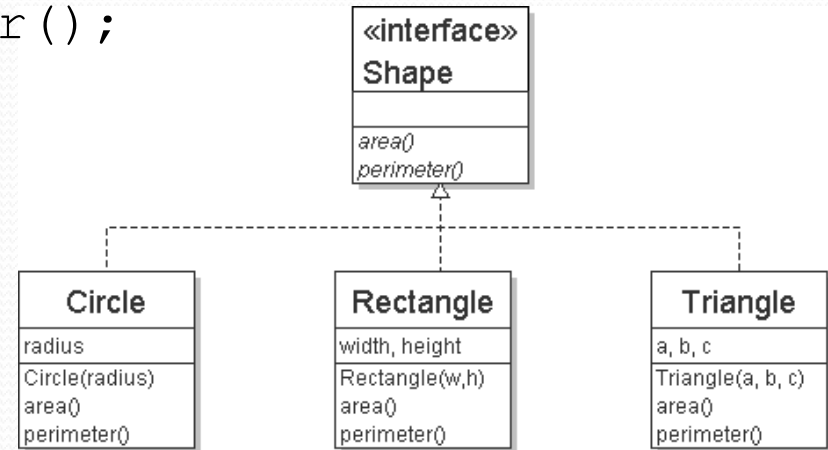 r();
«interface»
Shape
area()
perimeter()
Circle
radius
Circle(radius)
area()
perimeter()
Rectangle
width, height
Rectangle(w,h)
area()
perimeter()
Triangle
a, b, c
Triangle(a, b, c)
area()
perimeter()